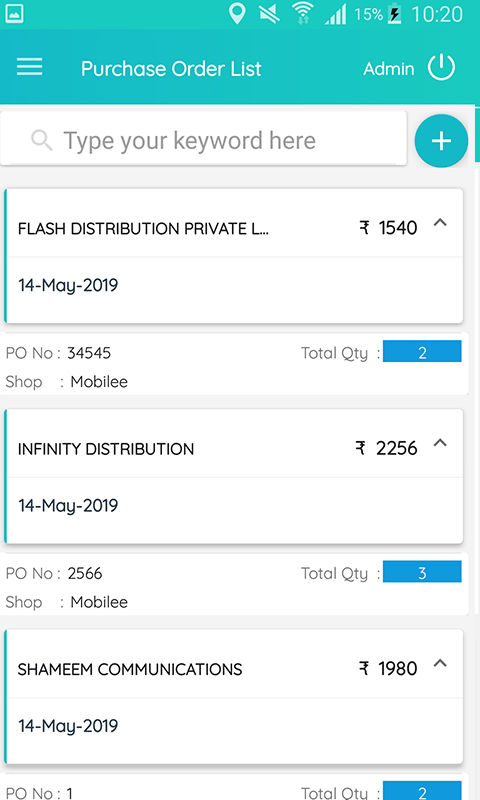 15% 10:20
Purchase Order List Admin
Type your keyword here
FLASH DISTRIBUTION PRIVATE L... ₹ 1540
14-May-2019
PO No : 34545 Total Qty : 2
Shop : Mobilee
INFINITY DISTRIBUTION ₹ 2256
14-May-2019
PO No : 2566 Total Qty : 3
Shop : Mobilee
SHAMEEM COMMUNICATIONS ₹ 1980
14-May-2019
PO No : 1 Total Qty : 2